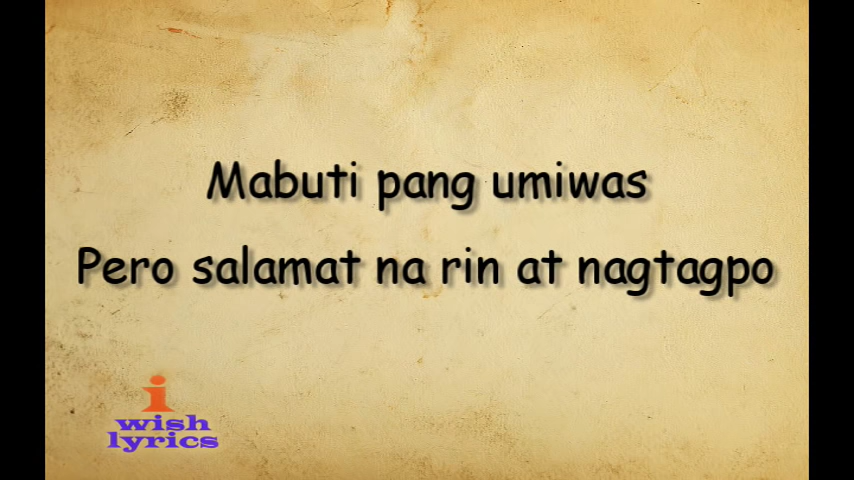 Mabuti pang umiwas
Pero salamat na rin at nagtagpo
i
wish
lyrics